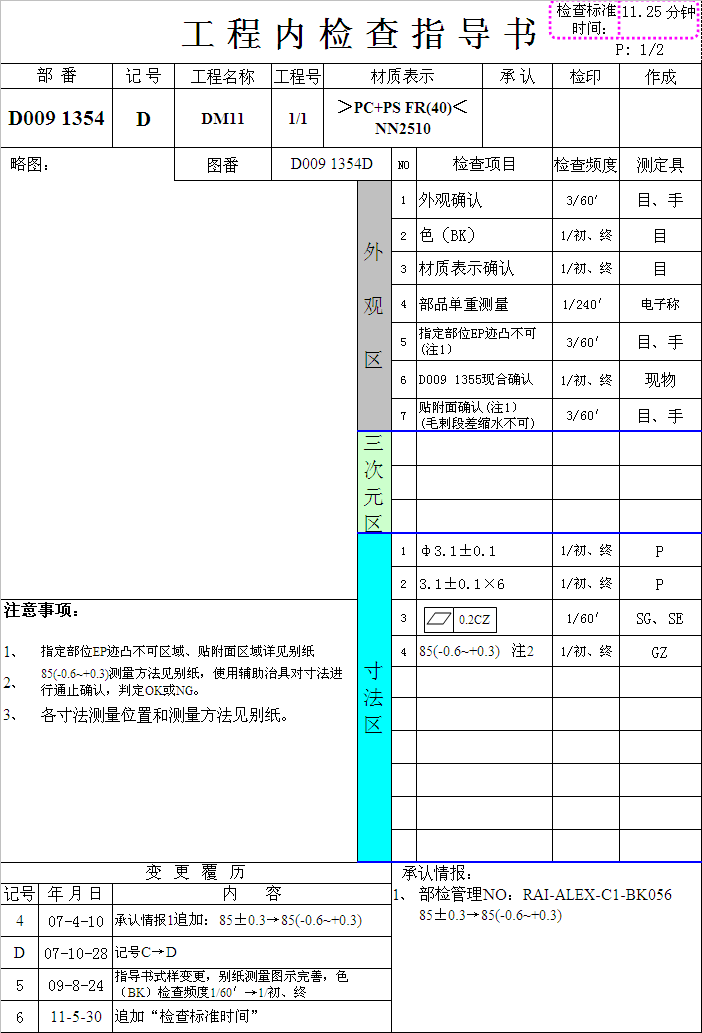 工程内检查指导书
检查标准时间： 11.25 分钟
P: 1/2
部 番 记 号 工程名称 工程号 材质表示 承 认 检印 作成
D009 1354 D DM11 1/1 ＞PC+PS FR(40)＜
NN2510
略图： 图番 D009 1354D NO 检查项目 检查频度 测定具
外观区
1 外观确认 3/60′ 目、手
2 色（BK） 1/初、终 目
3 材质表示确认 1/初、终 目
4 部品单重测量 1/240′ 电子称
5 指定部位EP迹凸不可
(注1） 3/60′ 目、手
6 D009 1355现合确认 1/初、终 现物
7 贴附面确认(注1）
(毛刺段差缩水不可) 3/60′ 目、手
三次元区
寸法区
1 φ3.1±0.1 1/初、终 P
2 3.1±0.1×6 1/初、终 P
3 0.2CZ 1/60′ SG、SE
4 85(-0.6~+0.3) 注2 1/初、终 GZ
注意事项：
1、 指定部位EP迹凸不可区域、贴附面区域详见别纸
2、 85(-0.6~+0.3)测量方法见别纸，使用辅助治具对寸法进
行通止确认，判定OK或NG。
3、 各寸法测量位置和测量方法见别纸。
变 更 履 历
记号 年 月 日 内 容
4 07-4-10 承认情报1追加：85±0.3→85(-0.6~+0.3)
D 07-10-28 记号C→D
5 09-8-24 指导书式样变更，别纸测量图示完善，色
（BK）检查频度1/60′→1/初、终
6 11-5-30 追加“检查标准时间”
承认情报：
1、 部检管理NO：RAI-ALEX-C1-BK056
85±0.3→85(-0.6~+0.3)